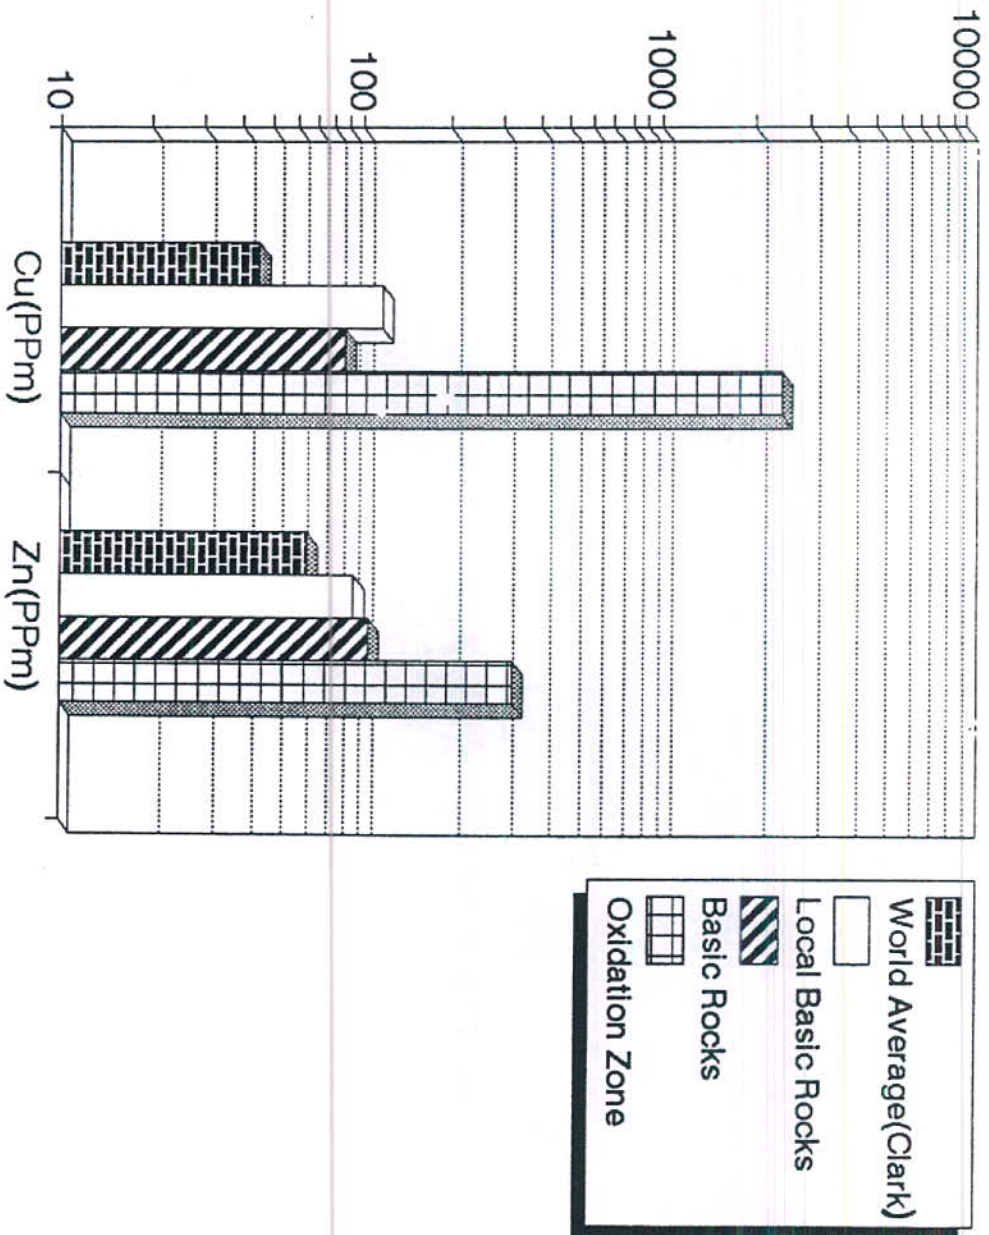 10000
1000
100
10
Cu(PPm)
Zn(PPm)
World Average(Clark)
Local Basic Rocks
Basic Rocks
Oxidation Zone